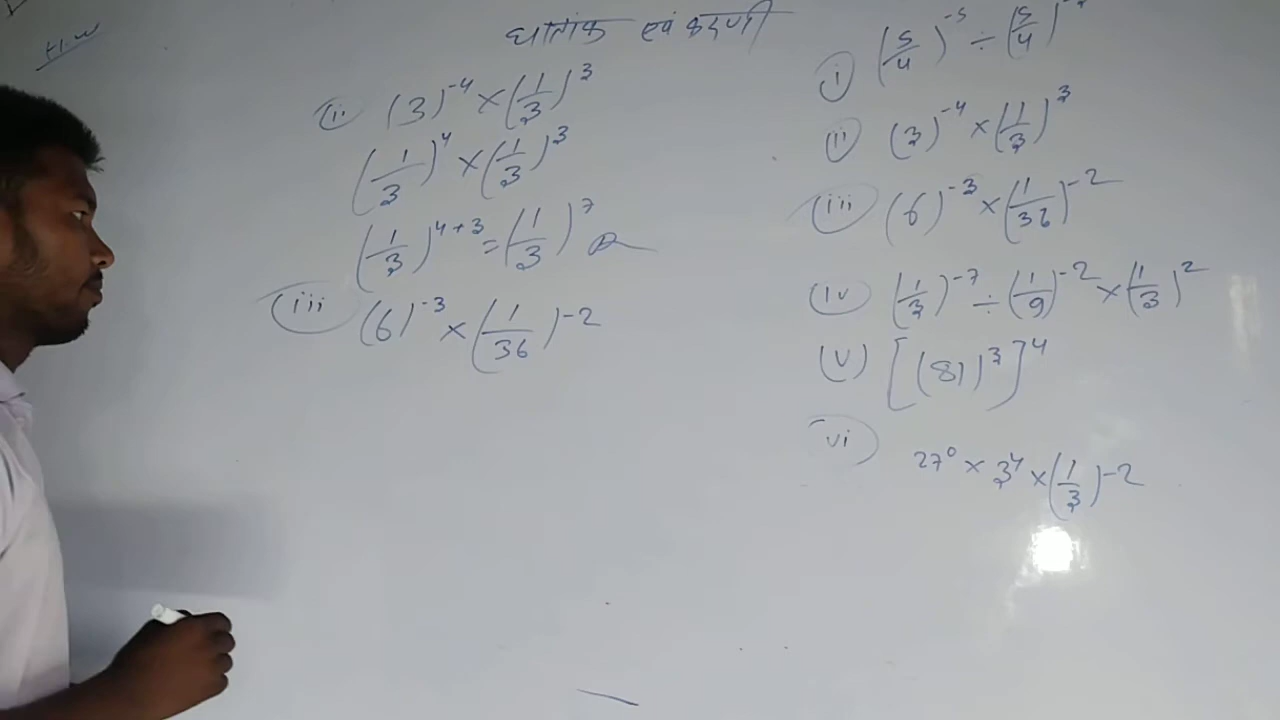 H.W
घातांक एवं करणी
(ii) (3)^-4 × (1/3)^3
(1/3)^4 × (1/3)^3
(1/3)^4+3 = (1/3)^7
(iii) (6)^-3 × (1/36)^-2
(i) (5/4)^-5 ÷ (5/4)
(ii) (3)^-4 × (1/3)^3
(iii) (6)^-3 × (1/36)^-2
(iv) (1/3)^-7 ÷ (1/9)^-2 × (1/3)^2
(v) [(81)^3]^4
(vi) 27^0 × 3^4 × (1/3)^-2